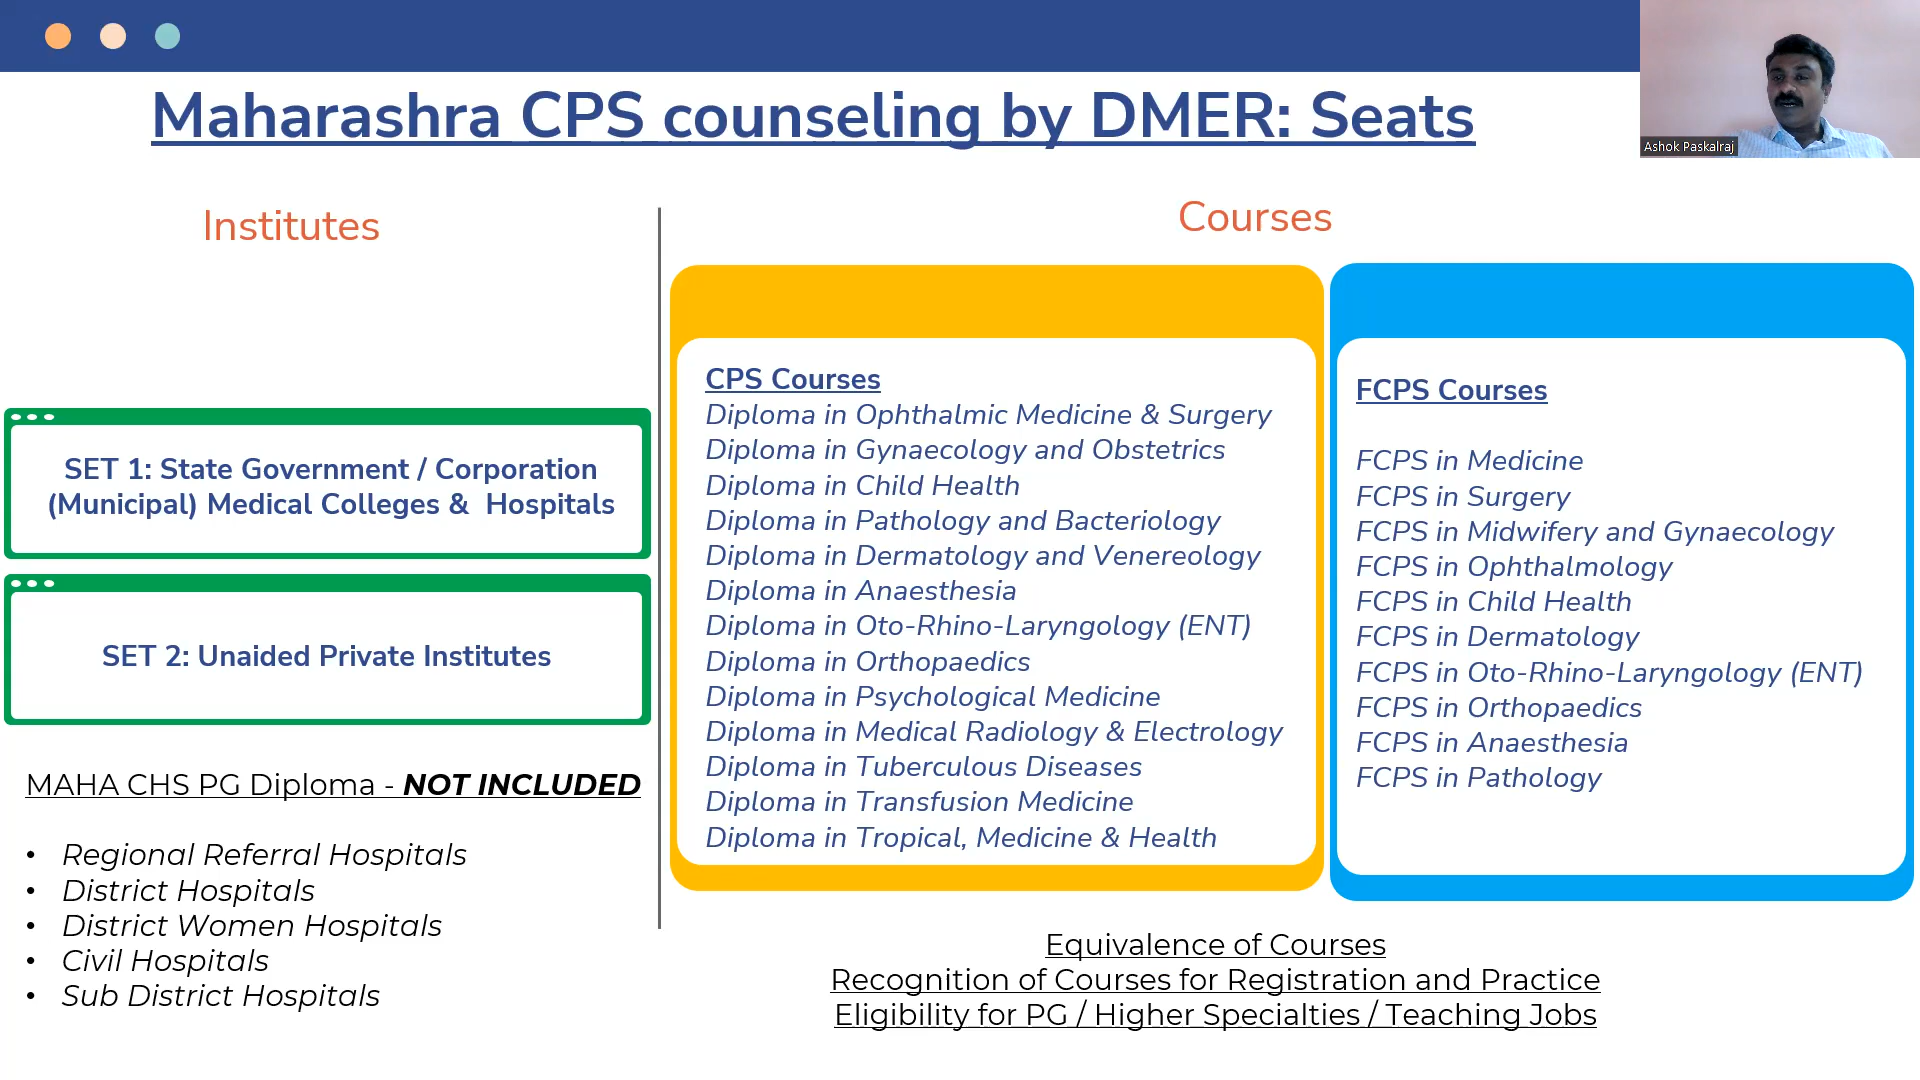 Maharashra CPS counseling by DMER: Seats
Ashok Paskalraj
Institutes
SET 1: State Government / Corporation
(Municipal) Medical Colleges & Hospitals
SET 2: Unaided Private Institutes
MAHA CHS PG Diploma - NOT INCLUDED
• Regional Referral Hospitals
• District Hospitals
• District Women Hospitals
• Civil Hospitals
• Sub District Hospitals
Courses
CPS Courses
Diploma in Ophthalmic Medicine & Surgery
Diploma in Gynaecology and Obstetrics
Diploma in Child Health
Diploma in Pathology and Bacteriology
Diploma in Dermatology and Venereology
Diploma in Anaesthesia
Diploma in Oto-Rhino-Laryngology (ENT)
Diploma in Orthopaedics
Diploma in Psychological Medicine
Diploma in Medical Radiology & Electrology
Diploma in Tuberculous Diseases
Diploma in Transfusion Medicine
Diploma in Tropical, Medicine & Health
FCPS Courses
FCPS in Medicine
FCPS in Surgery
FCPS in Midwifery and Gynaecology
FCPS in Ophthalmology
FCPS in Child Health
FCPS in Dermatology
FCPS in Oto-Rhino-Laryngology (ENT)
FCPS in Orthopaedics
FCPS in Anaesthesia
FCPS in Pathology
Equivalence of Courses
Recognition of Courses for Registration and Practice
Eligibility for PG / Higher Specialties / Teaching Jobs